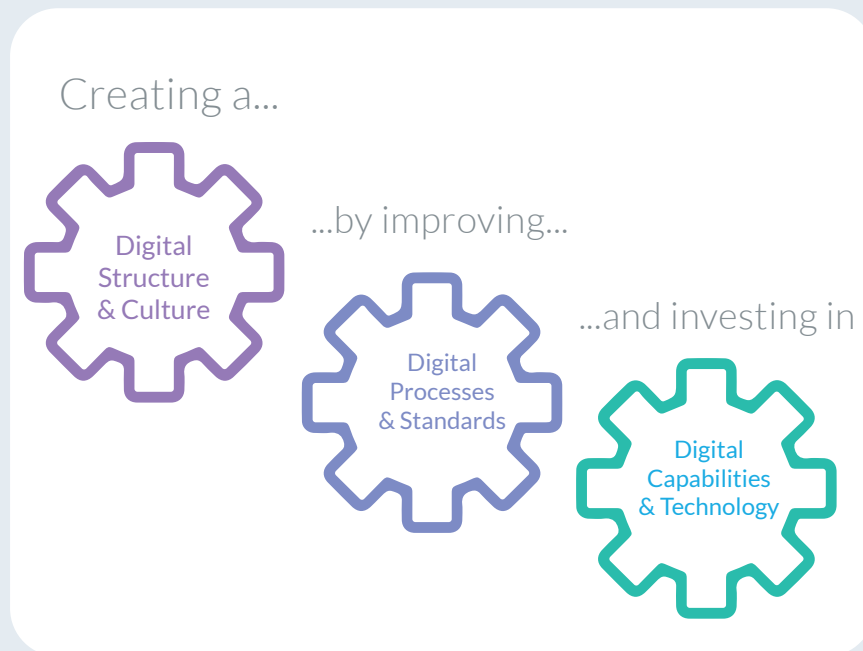 Creating a...
Digital
Structure
& Culture
...by improving...
Digital
Processes
& Standards
...and investing in
Digital
Capabilities
& Technology